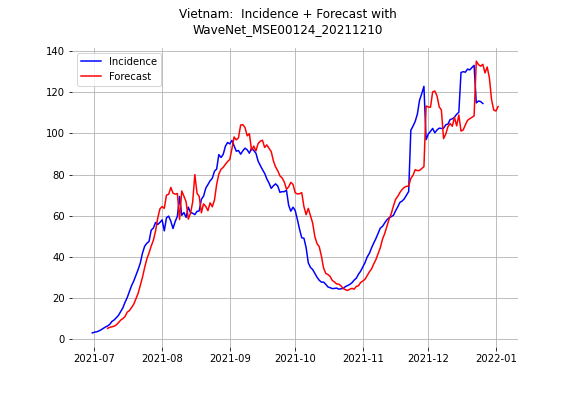 Vietnam:  Incidence + Forecast with
WaveNet_MSE00124_20211210
Incidence
Forecast
140
120
100
80
60
40
20
0
2021-07 2021-08 2021-09 2021-10 2021-11 2021-12 2022-01